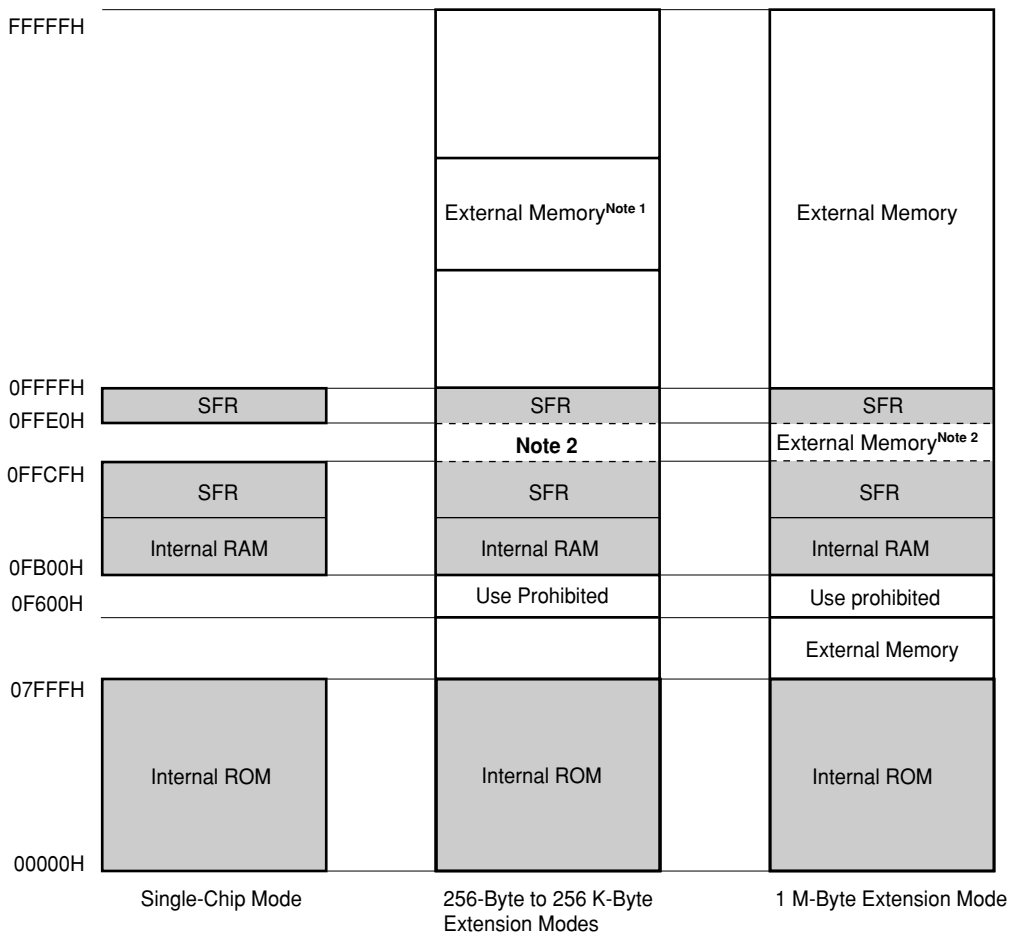 FFFFFH
External Memory Note 1
External Memory
0FFFFH
SFR
SFR
SFR
0FFE0H
Note 2
External Memory Note 2
0FFCFH
SFR
SFR
SFR
Internal RAM
Internal RAM
Internal RAM
0FB00H
Use Prohibited
Use prohibited
0F600H
External Memory
07FFFH
Internal ROM
Internal ROM
Internal ROM
00000H
Single-Chip Mode
256-Byte to 256 K-Byte
Extension Modes
1 M-Byte Extension Mode